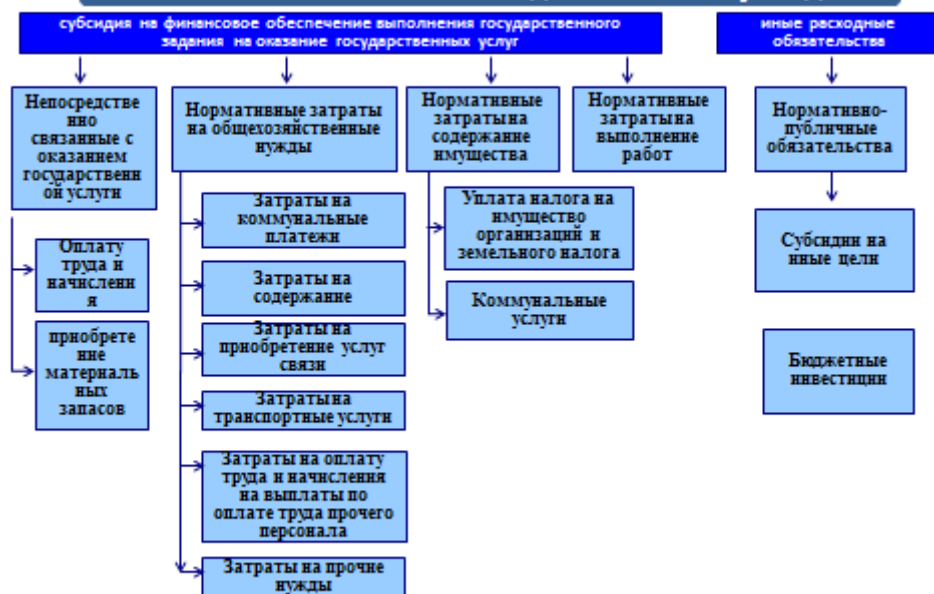 субсидия на финансовое обеспечение выполнения государственного
задания на оказание государственных услуг
иные расходные
обязательства
Непосредстве
нно
связанные с
оказанием
государственн
ой услуги
Нормативные затраты
на общехозяйственные
нужды
Нормативные
затраты на
содержание
имущества
Нормативные
затраты на
выполнение
работ
Нормативно-
публичные
обязательства
Оплату
труда и
начислени
я
приобрете
ние
материаль
ных
запасов
Затраты на
коммунальные
платежи
Затраты на
содержание
Затраты на
приобретение услуг
связи
Затраты на
транспортные услуги
Затраты на оплату
труда и начисления
на выплаты по
оплате труда прочего
персонала
Затраты на прочие
нужды
Уплата налога на
имущество
организаций и
земельного налога
Коммунальные
услуги
Субсидии на
иные цели
Бюджетные
инвестиции